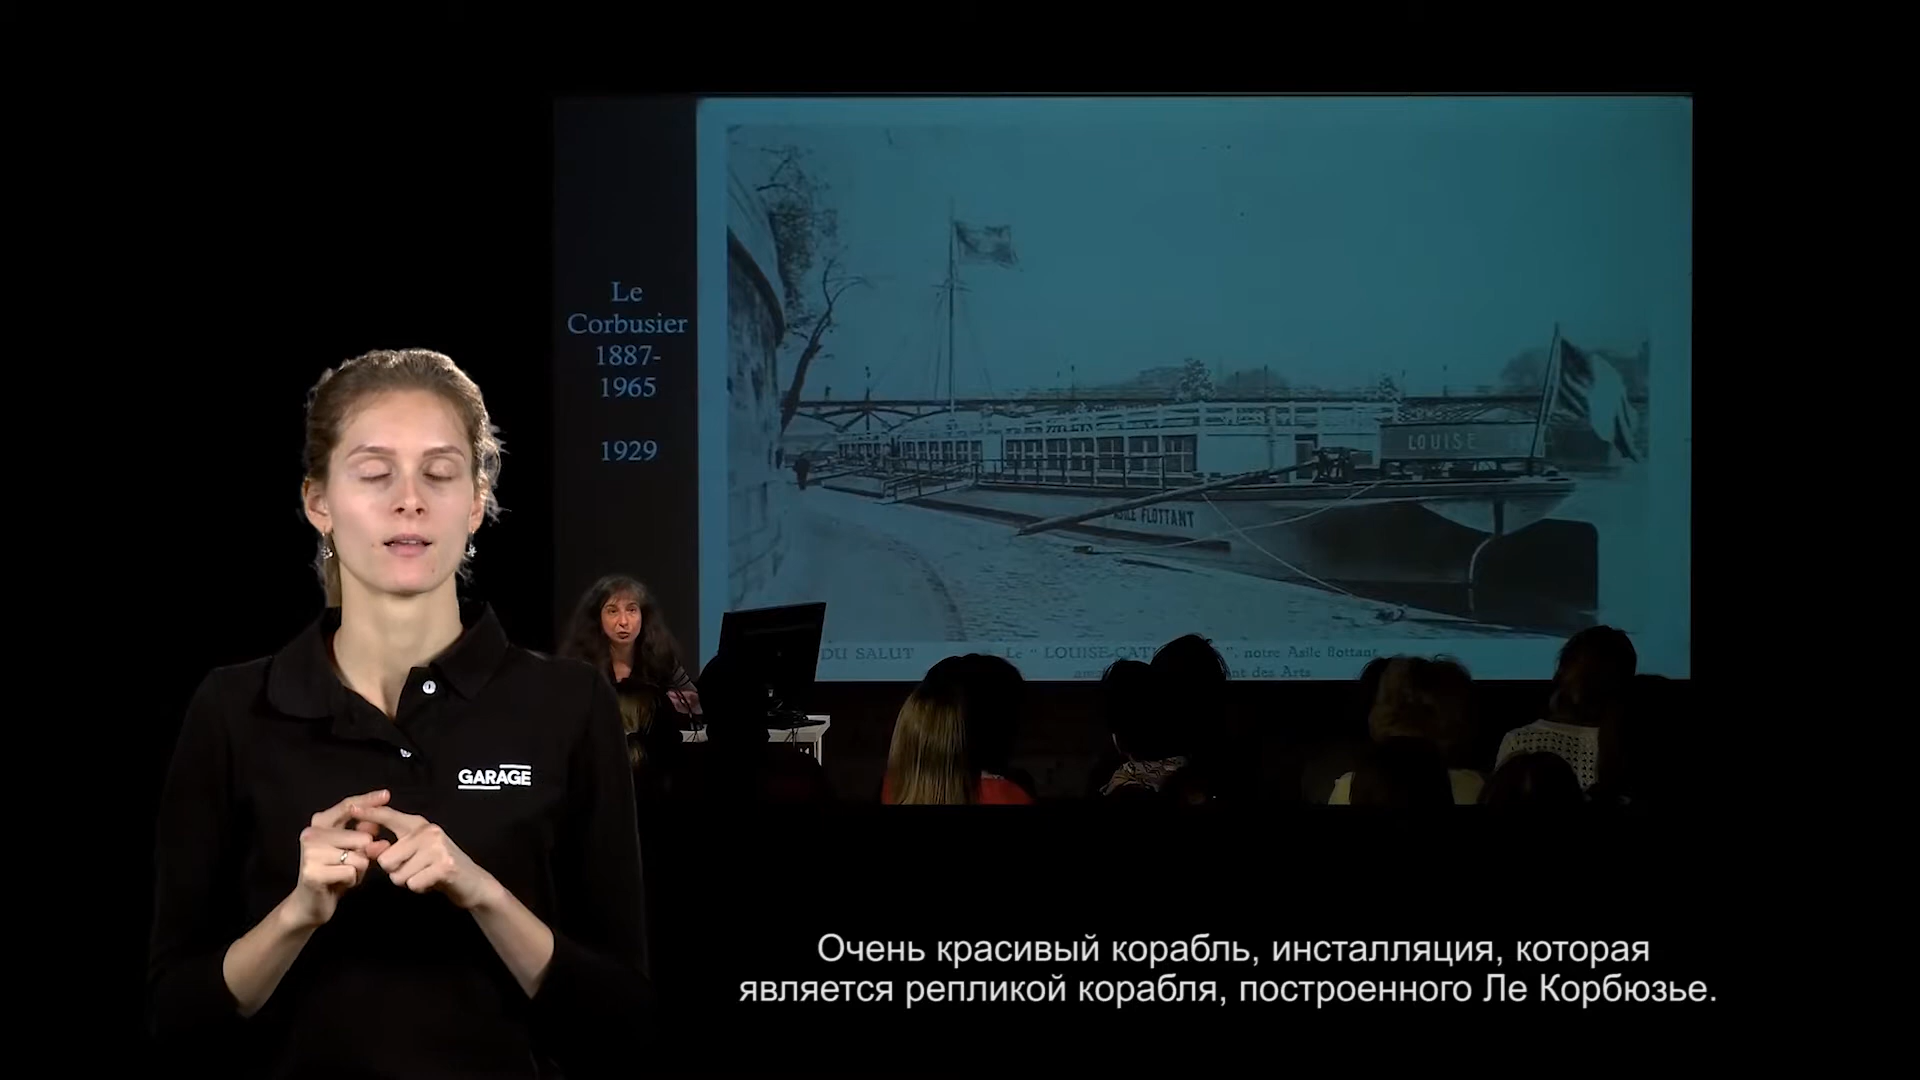 Le
Corbusier
1887-
1965
1929
LOUISE
ASILE FLOTTANT
DU SALUT Le " LOUISE-CAT ", notre Asile flottant
des Arts
GARAGE
Очень красивый корабль, инсталляция, которая
является репликой корабля, построенного Ле Корбюзье.